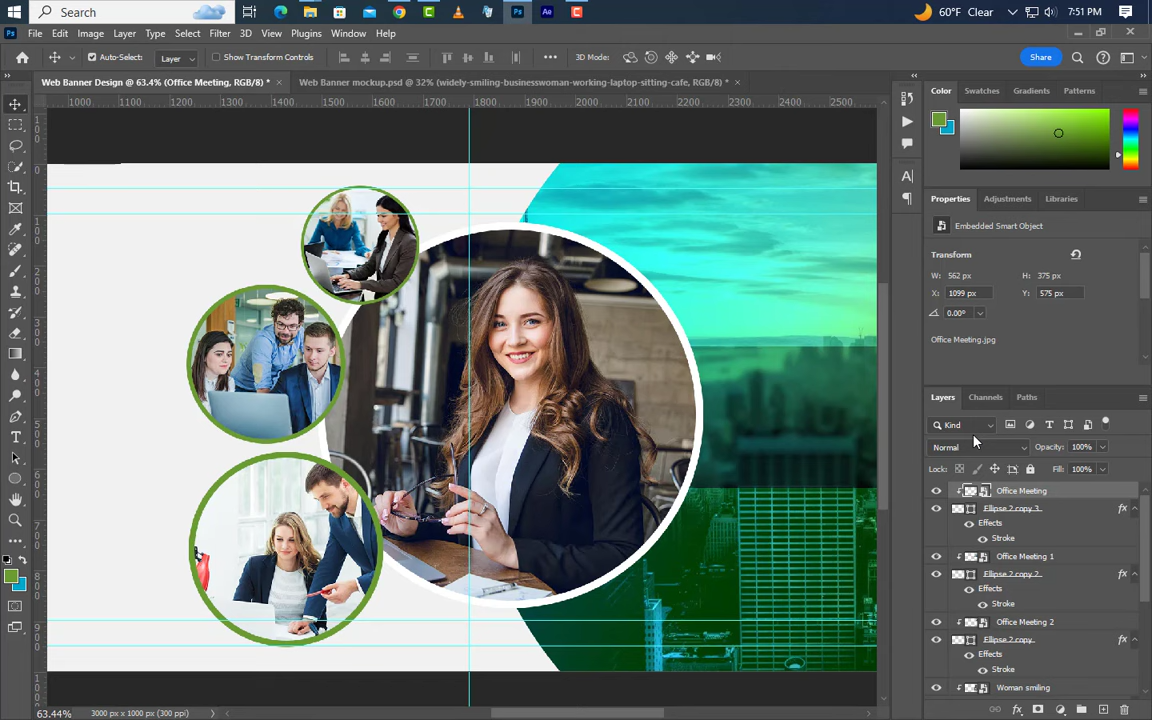 Search
60°F Clear
7:51 PM
Ps
Ae
Ps
File Edit Image Layer Type Select Filter 3D View Plugins Window Help
Auto-Select: Layer Show Transform Controls 3D Mode: Share
Web Banner Design @ 63.4% (Office Meeting, RGB/8) * Web Banner mockup.psd @ 32% (widely-smiling-businesswoman-working-laptop-sitting-cafe, RGB/8) *
1000 1100 1200 1300 1400 1500 1600 1700 1800 1900 2000 2100 2200 2300 2400 2500
Color Swatches Gradients Patterns
Properties Adjustments Libraries
Embedded Smart Object
Transform
W: 562 px H: 375 px
X: 1099 px Y: 575 px
0.00°
Office Meeting.jpg
Layers Channels Paths
Kind
Normal Opacity: 100%
Lock: Fill: 100%
Office Meeting
Ellipse 2 copy 3 fx
Effects
Stroke
Office Meeting 1
Ellipse 2 copy 2 fx
Effects
Stroke
Office Meeting 2
Ellipse 2 copy fx
Effects
Stroke
Woman smiling
63.44% 3000 px x 1000 px (300 ppi)